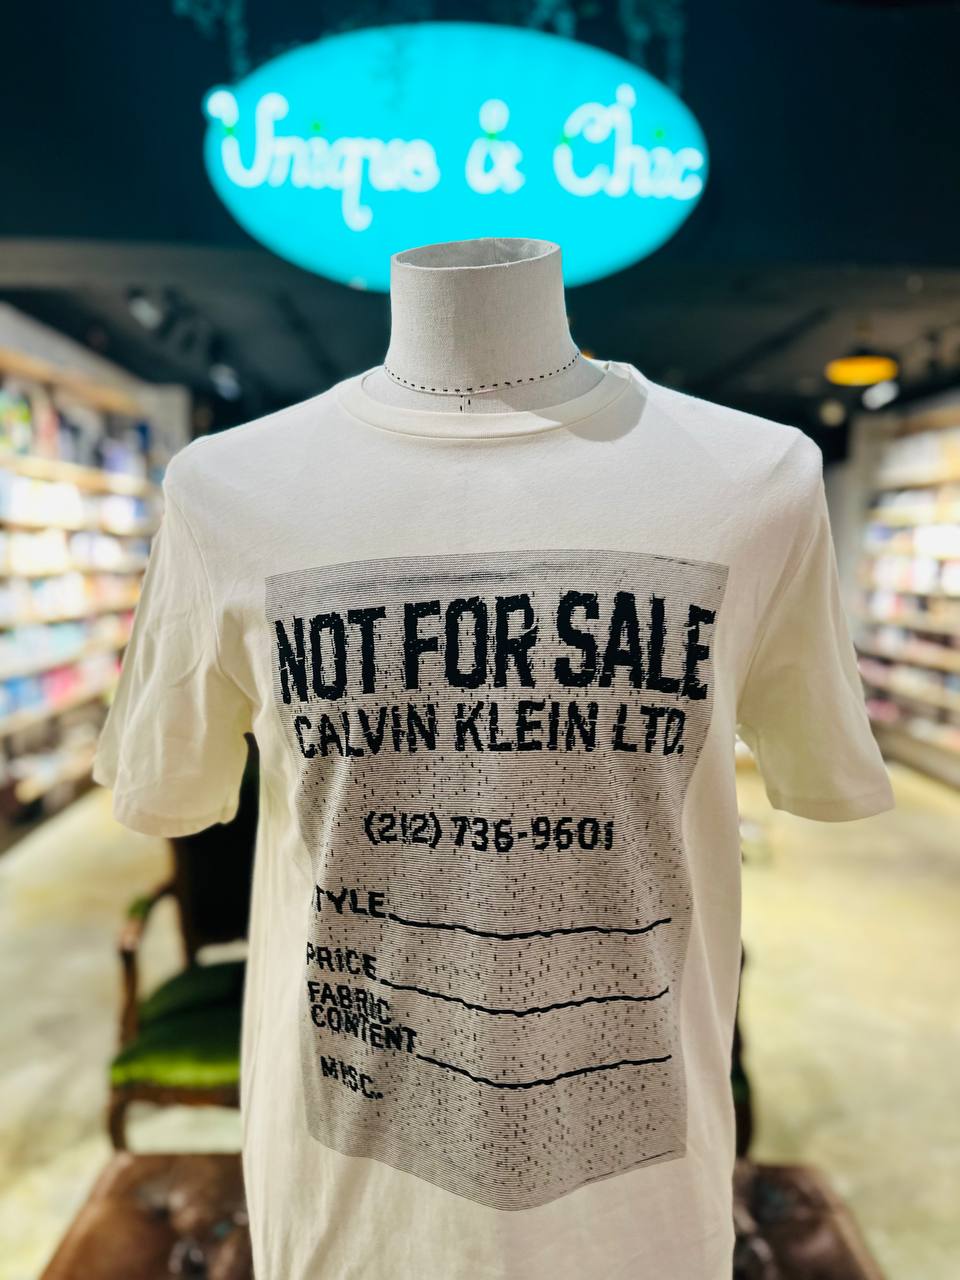 Unique & Chic
NOT FOR SALE
CALVIN KLEIN LTD.
(212) 736-9601
STYLE
PRICE
FABRIC
CONTENT
MISC.